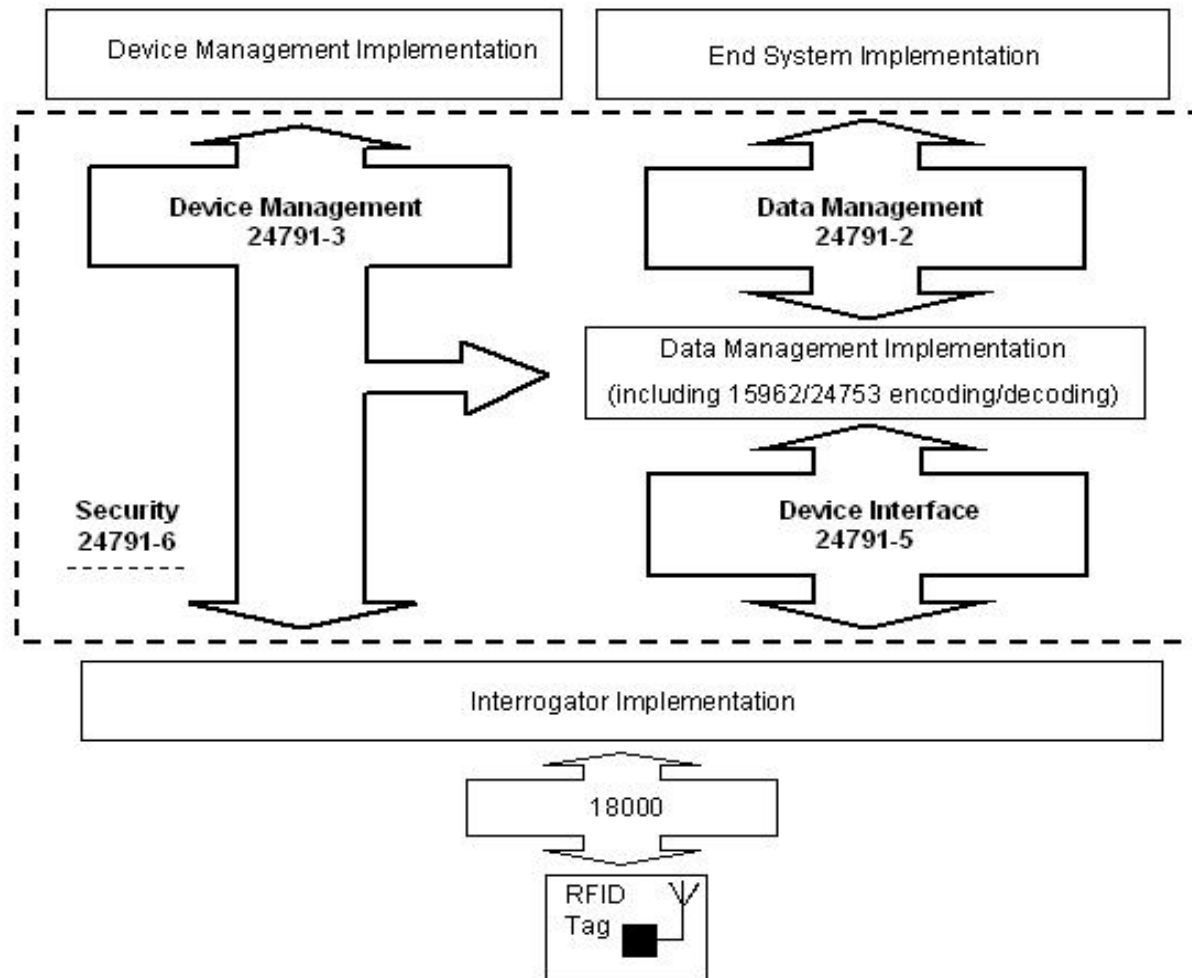 Device Management Implementation
End System Implementation
Device Management
24791-3
Data Management
24791-2
Data Management Implementation
(including 15962/24753 encoding/decoding)
Security
24791-6
Device Interface
24791-5
Interrogator Implementation
18000
RFID
Tag